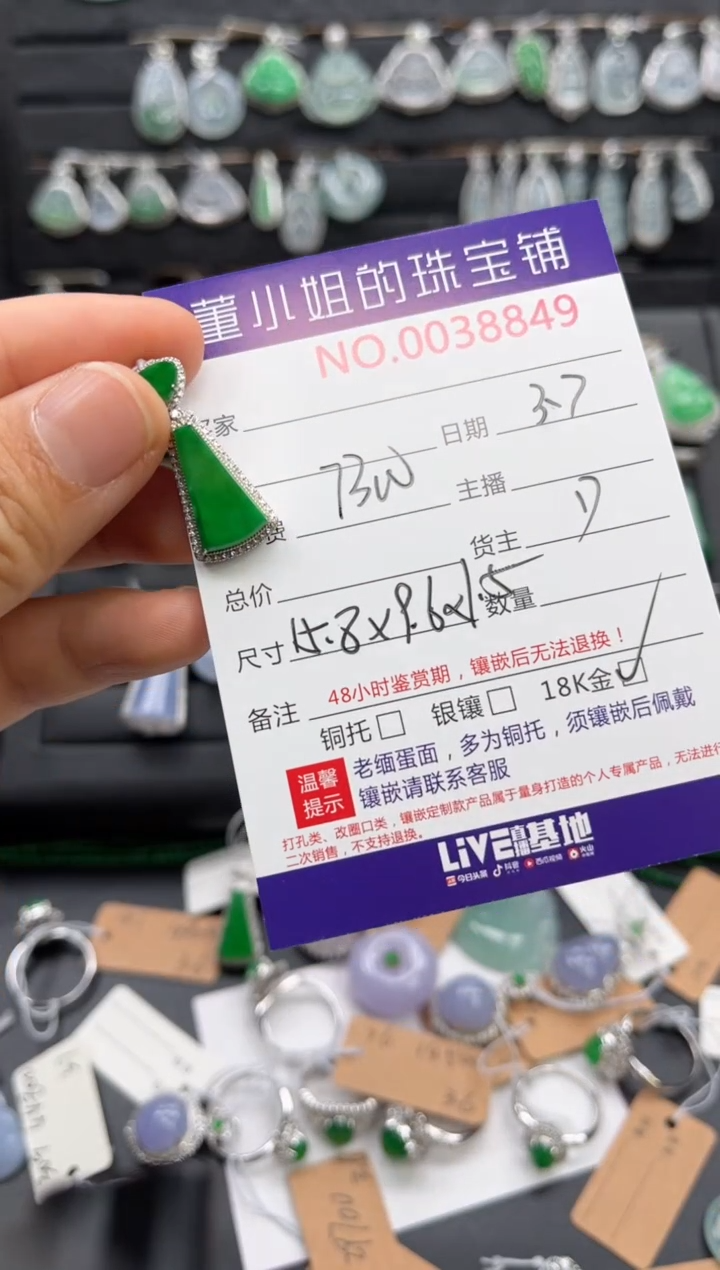 董小姐的珠宝铺
NO.0038849
家
日期 3.7
73W
主播
货主
总价
数量
尺寸 15.8x9.6x1.5
48小时鉴赏期，镶嵌后无法退换！
备注
铜托 银镶 18K金 ✓
温馨提示
老缅蛋面，多为铜托，须镶嵌后佩戴
镶嵌请联系客服
打孔类、改圈口类，镶嵌定制款产品属于量身打造的个人专属产品，无法进行
二次销售，不支持退换。
LiVE直播基地
今日头条 抖音 西瓜视频 火山